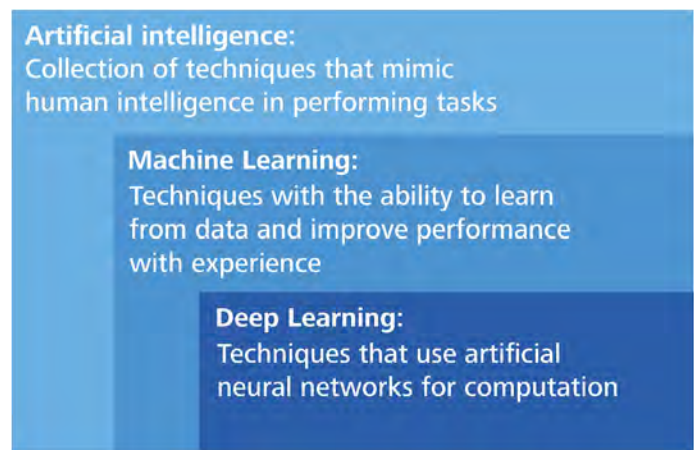 Artificial intelligence:
Collection of techniques that mimic
human intelligence in performing tasks
Machine Learning:
Techniques with the ability to learn
from data and improve performance
with experience
Deep Learning:
Techniques that use artificial
neural networks for computation